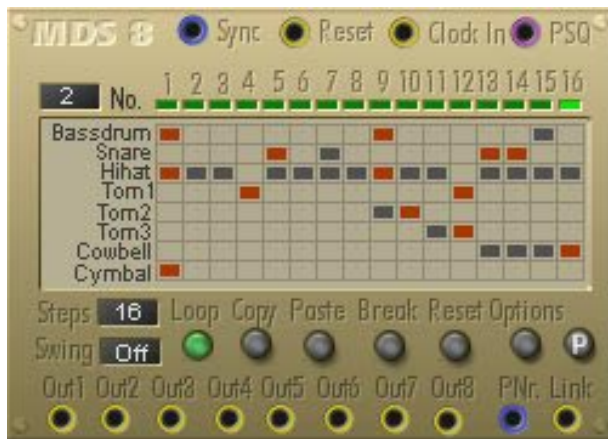 MDS 8 Sync Reset Clock In PSQ
2 No. 1 2 3 4 5 6 7 8 9 10 11 12 13 14 15 16
Bassdrum
Snare
Hihat
Tom1
Tom2
Tom3
Cowbell
Cymbal
Steps 16 Loop Copy Paste Break Reset Options
Swing Off P
Out1 Out2 Out3 Out4 Out5 Out6 Out7 Out8 PNr. Link